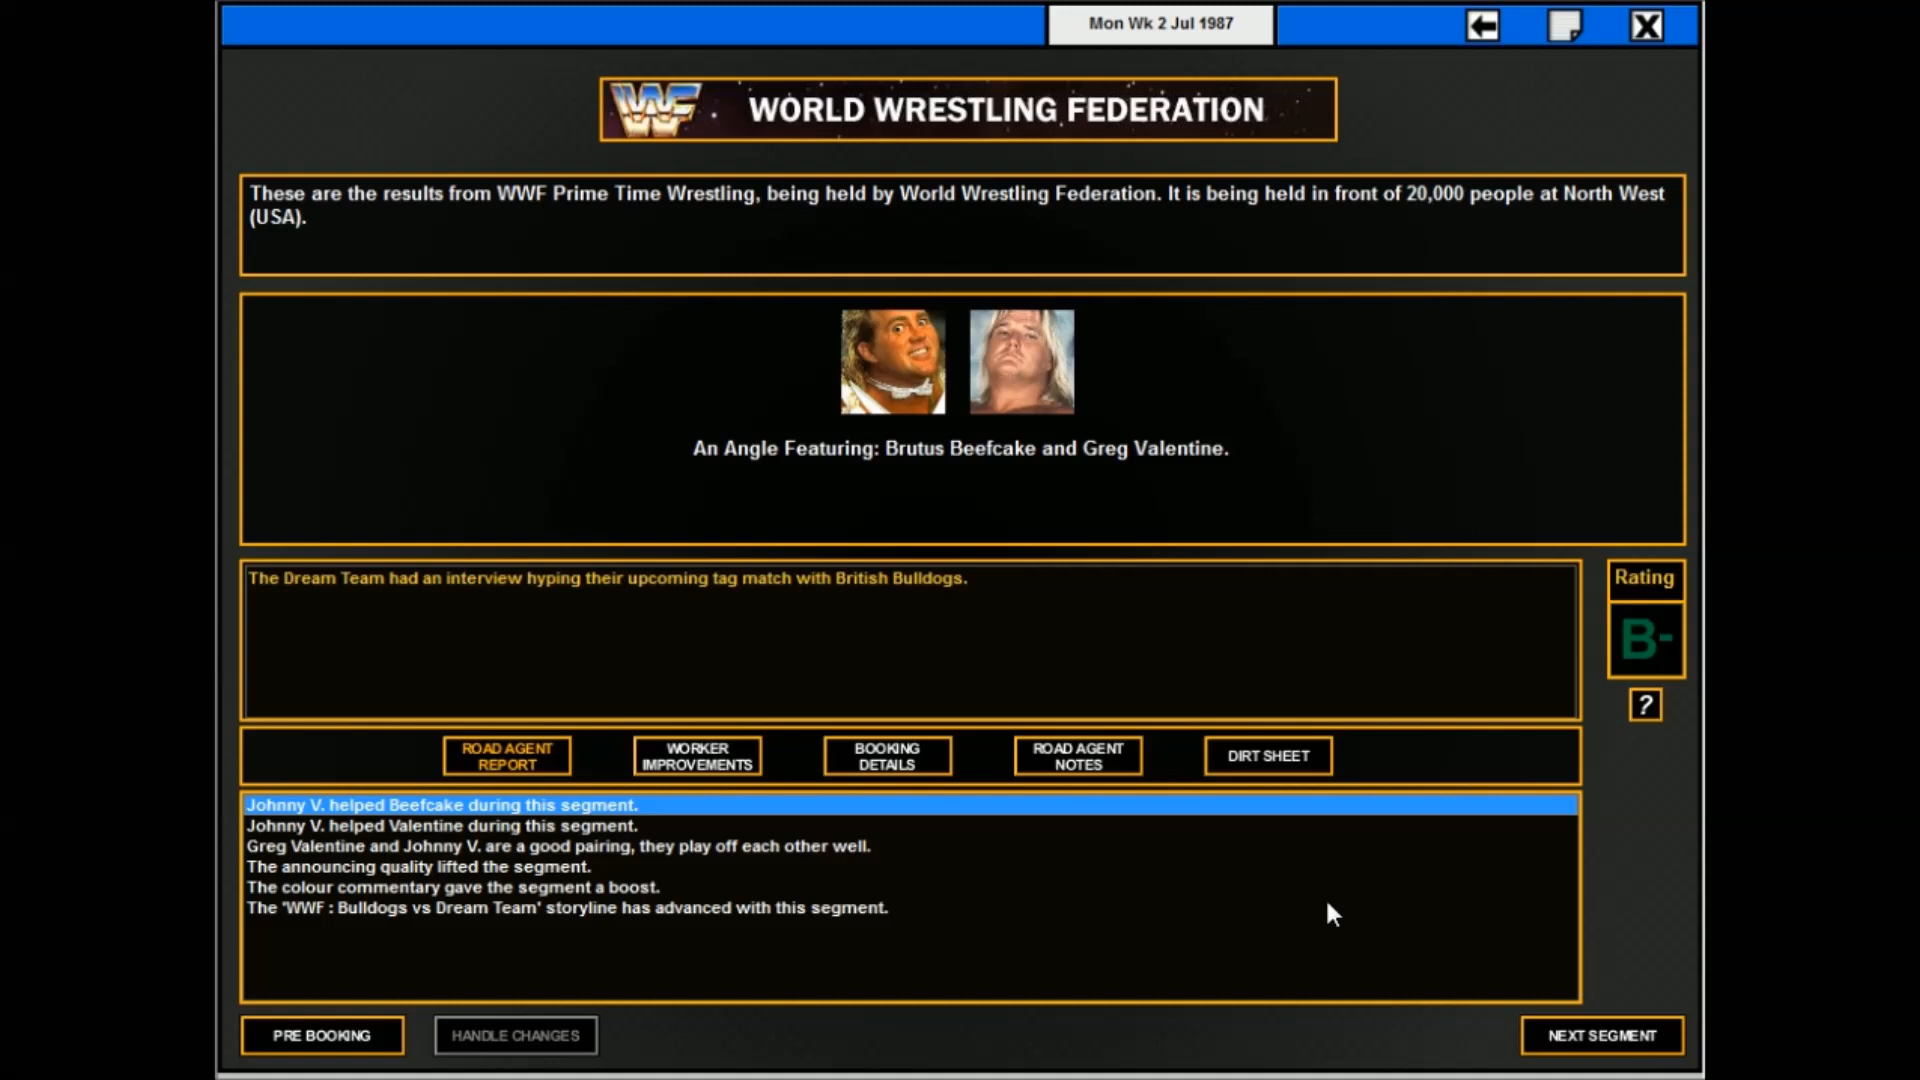 Mon Wk 2 Jul 1987
WF
WORLD WRESTLING FEDERATION
These are the results from WWF Prime Time Wrestling, being held by World Wrestling Federation. It is being held in front of 20,000 people at North West
(USA).
An Angle Featuring: Brutus Beefcake and Greg Valentine.
The Dream Team had an interview hyping their upcoming tag match with British Bulldogs.
Rating
B-
?
ROAD AGENT
REPORT
WORKER
IMPROVEMENTS
BOOKING
DETAILS
ROAD AGENT
NOTES
DIRT SHEET
Johnny V. helped Beefcake during this segment.
Johnny V. helped Valentine during this segment.
Greg Valentine and Johnny V. are a good pairing, they play off each other well.
The announcing quality lifted the segment.
The colour commentary gave the segment a boost.
The 'WWF : Bulldogs vs Dream Team' storyline has advanced with this segment.
PRE BOOKING
HANDLE CHANGES
NEXT SEGMENT